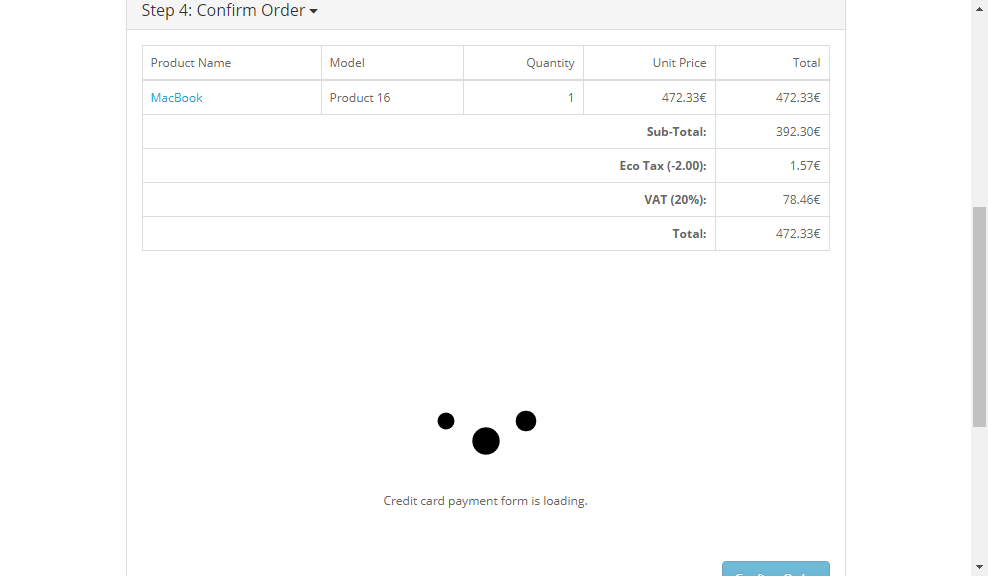 Step 4: Confirm Order
Product Name Model Quantity Unit Price Total
MacBook Product 16 1 472.33€ 472.33€
Sub-Total: 392.30€
Eco Tax (-2.00): 1.57€
VAT (20%): 78.46€
Total: 472.33€
Credit card payment form is loading.